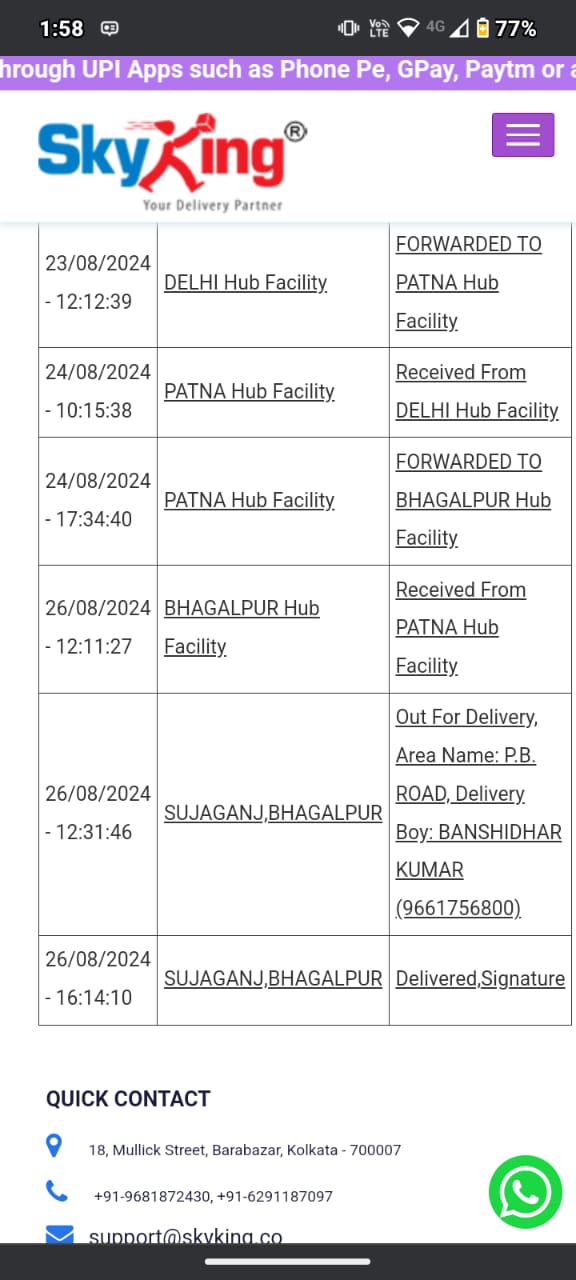 1:58
Vo) LTE 4G 77%
hrough UPI Apps such as Phone Pe, GPay, Paytm or a
SkyKing®
Your Delivery Partner
23/08/2024 - 12:12:39
DELHI Hub Facility
FORWARDED TO
PATNA Hub
Facility
24/08/2024
- 10:15:38
PATNA Hub Facility
Received From
DELHI Hub Facility
24/08/2024
- 17:34:40
PATNA Hub Facility
FORWARDED TO
BHAGALPUR Hub
Facility
26/08/2024
- 12:11:27
BHAGALPUR Hub
Facility
Received From
PATNA Hub
Facility
26/08/2024
- 12:31:46
SUJAGANJ,BHAGALPUR
Out For Delivery,
Area Name: P.B.
ROAD, Delivery
Boy: BANSHIDHAR
KUMAR
(9661756800)
26/08/2024
- 16:14:10
SUJAGANJ,BHAGALPUR
Delivered,Signature
QUICK CONTACT
18, Mullick Street, Barabazar, Kolkata - 700007
+91-9681872430, +91-6291187097
support@skyking.co